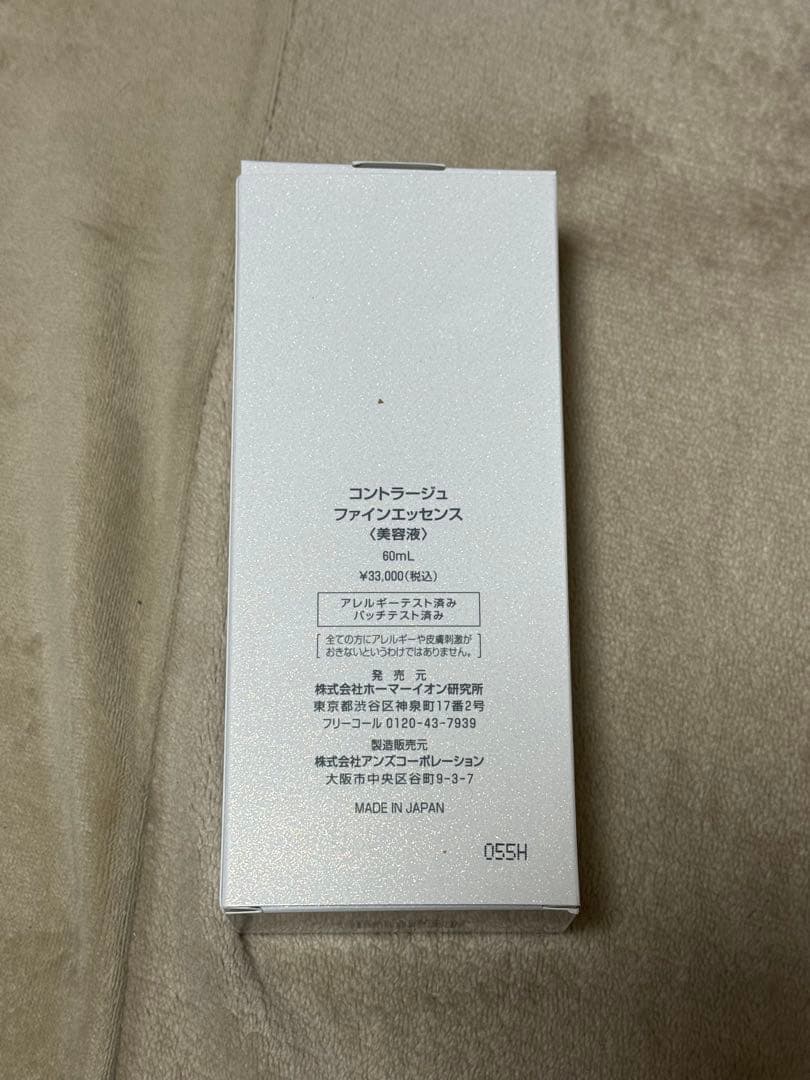 コントラージュ
ファインエッセンス
〈美容液〉
60mL
¥33,000(税込)
アレルギーテスト済み
パッチテスト済み
全ての方にアレルギーや皮膚刺激が
おきないというわけではありません。
発売元
株式会社ホーマーイオン研究所
東京都渋谷区神泉町17番2号
フリーコール 0120-43-7939
製造販売元
株式会社アンズコーポレーション
大阪市中央区谷町9-3-7
MADE IN JAPAN
055H